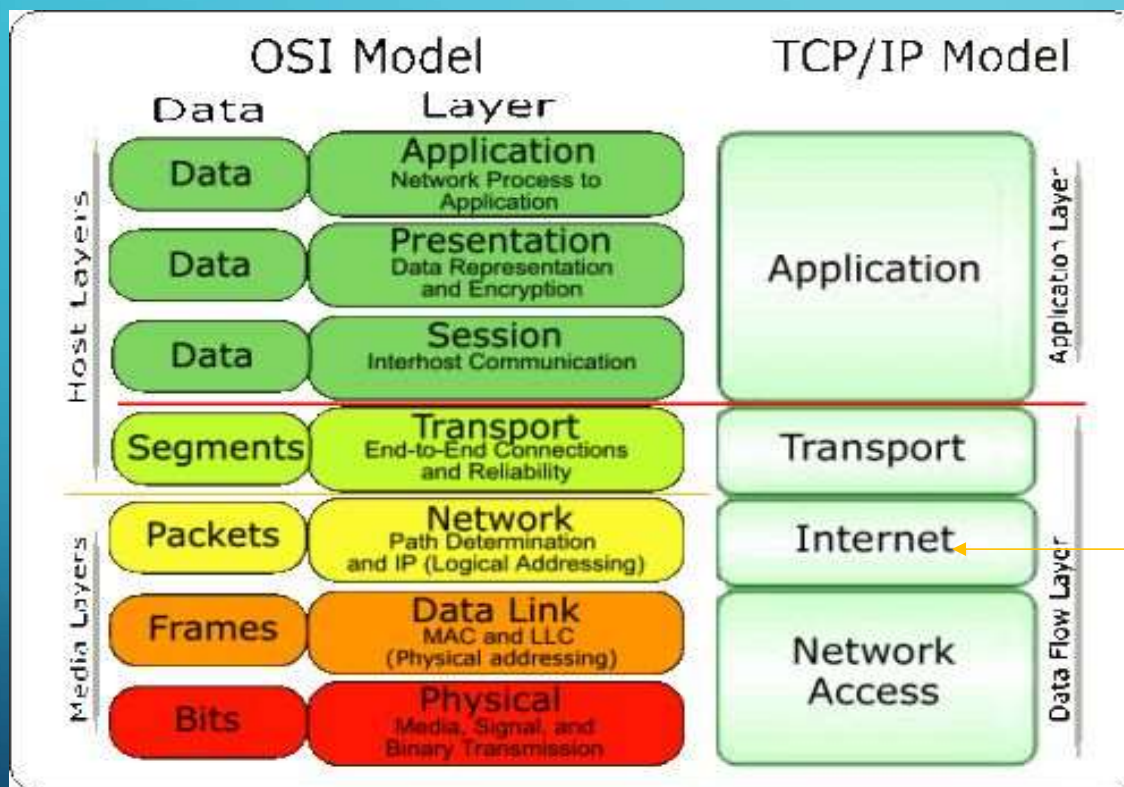 OSI Model
TCP/IP Model
Data
Layer
Host Layers
Data
Application
Network Process to
Application
Data
Presentation
Data Representation
and Encryption
Data
Session
Interhost Communication
Segments
Transport
End-to-End Connections
and Reliability
Media Layers
Packets
Network
Path Determination
and IP (Logical Addressing)
Frames
Data Link
MAC and LLC
(Physical addressing)
Bits
Physical
Media, Signal, and
Binary Transmission
Application
Application Layer
Transport
Internet
Network
Access
Data Flow Layer